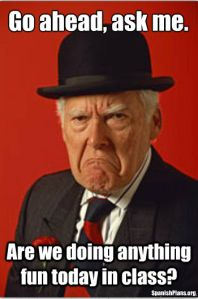 Go ahead, ask me.
Are we doing anything
fun today in class?
SpanishPlans.org